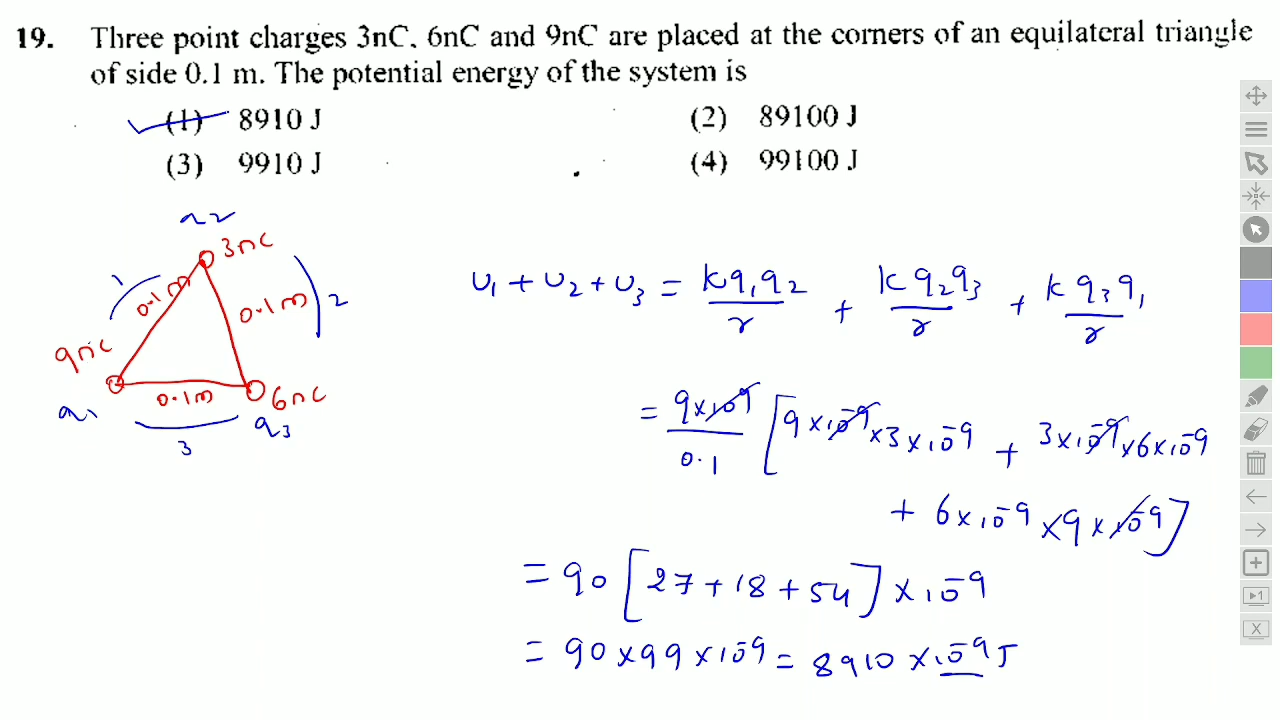 19. Three point charges 3nC, 6nC and 9nC are placed at the corners of an equilateral triangle
of side 0.1 m. The potential energy of the system is
(1) 8910 J (2) 89100 J
(3) 9910 J (4) 99100 J
q2
3nC
0.1m
1
0.1m
2
9nC
q1
0.1m
6nC
q3
3
U1 + U2 + U3 = kq1q2/r + kq2q3/r + kq3q1/r
= 9×10^9/0.1 [9×10^-9 ×3×10^-9 + 3×10^-9 ×6×10^-9
+ 6×10^-9 ×9×10^-9]
= 90 [27+18+54] ×10^-9
= 90×99×10^-9 = 8910×10^-9 J
▶1
X